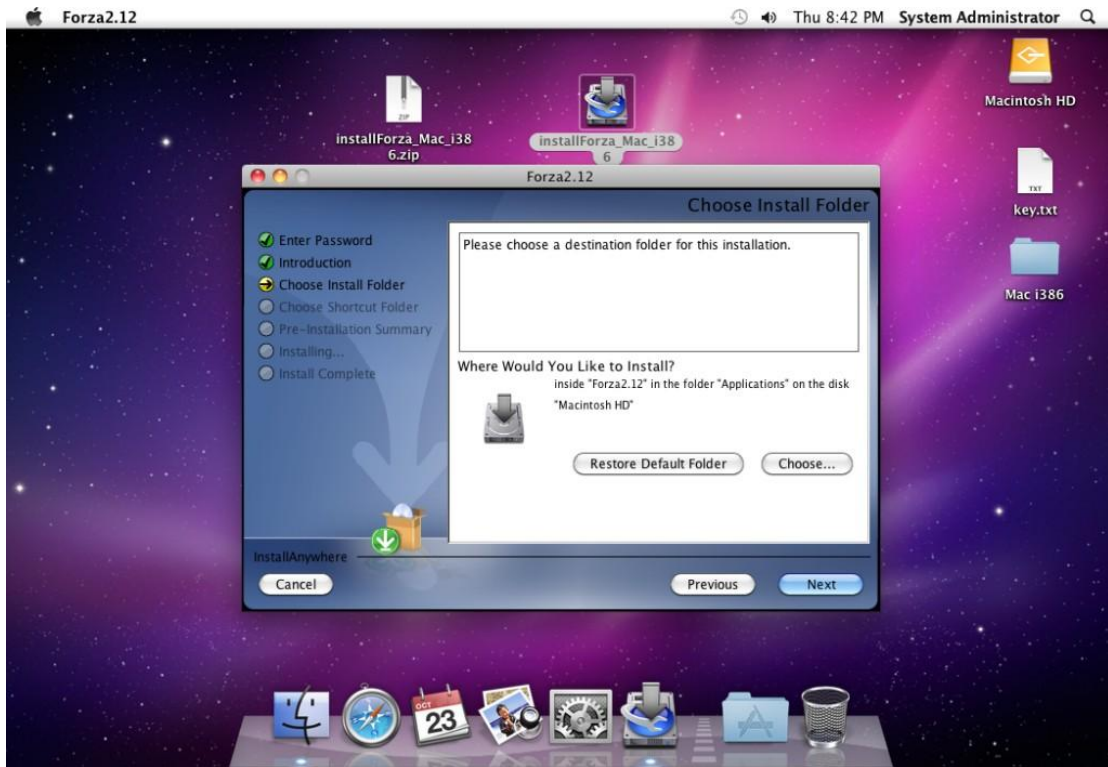 Forza2.12
Thu 8:42 PM System Administrator
Macintosh HD
ZIP
installForza_Mac_i38
6.zip
installForza_Mac_i38
6
TXT
key.txt
Mac i386
Forza2.12
Choose Install Folder
Enter Password
Introduction
Choose Install Folder
Choose Shortcut Folder
Pre-Installation Summary
Installing...
Install Complete
Please choose a destination folder for this installation.
Where Would You Like to Install?
inside "Forza2.12" in the folder "Applications" on the disk
"Macintosh HD"
Restore Default Folder
Choose...
InstallAnywhere
Cancel
Previous
Next
OCT
23